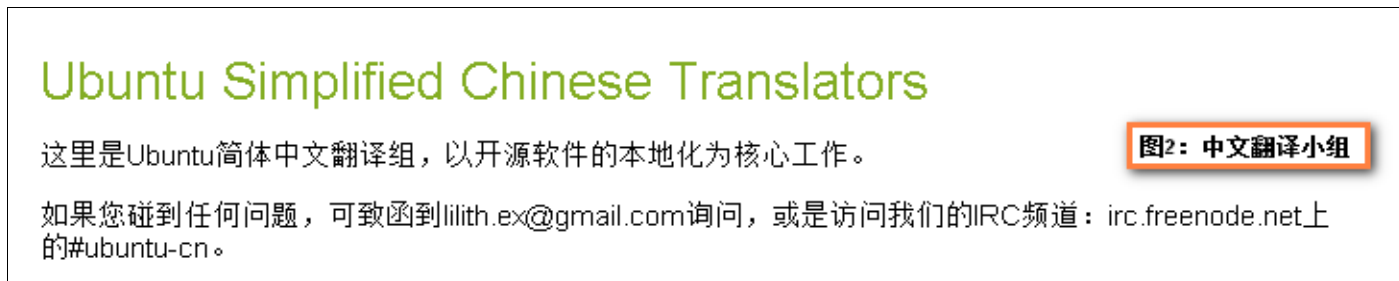 Ubuntu Simplified Chinese Translators
这里是Ubuntu简体中文翻译组，以开源软件的本地化为核心工作。
图2：中文翻译小组
如果您碰到任何问题，可致函到lilith.ex@gmail.com询问，或是访问我们的IRC频道：irc.freenode.net上
的#ubuntu-cn。